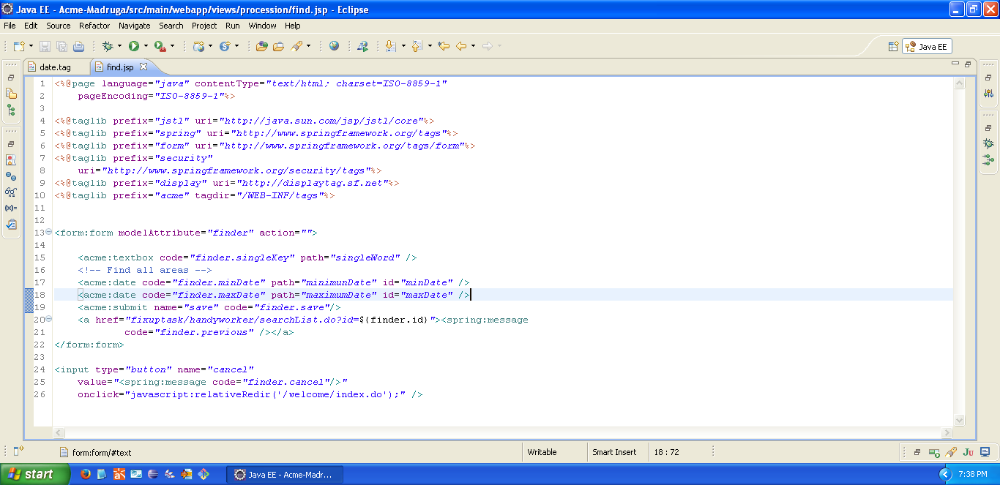 Java EE - Acme-Madruga/src/main/webapp/views/procession/find.jsp - Eclipse
File Edit Source Refactor Navigate Search Project Run Window Help
Java EE
date.tag find.jsp
1 <%@page language="java" contentType="text/html; charset=ISO-8859-1"
2 pageEncoding="ISO-8859-1"%>
3
4 <%@taglib prefix="jstl" uri="http://java.sun.com/jsp/jstl/core"%>
5 <%@taglib prefix="spring" uri="http://www.springframework.org/tags"%>
6 <%@taglib prefix="form" uri="http://www.springframework.org/tags/form"%>
7 <%@taglib prefix="security"
8 uri="http://www.springframework.org/security/tags"%>
9 <%@taglib prefix="display" uri="http://displaytag.sf.net"%>
10 <%@taglib prefix="acme" tagdir="/WEB-INF/tags"%>
11
12
13 <form:form modelAttribute="finder" action="">
14
15 <acme:textbox code="finder.singleKey" path="singleWord" />
16 <!-- Find all areas -->
17 <acme:date code="finder.minDate" path="minimunDate" id="minDate" />
18 <acme:date code="finder.maxDate" path="maximumDate" id="maxDate" />
19 <acme:submit name="save" code="finder.save"/>
20 <a href="fixuptask/handyworker/searchList.do?id=${finder.id}"><spring:message
21 code="finder.previous" /></a>
22 </form:form>
23
24 <input type="button" name="cancel"
25 value="<spring:message code="finder.cancel"/>"
26 onclick="javascript:relativeRedir('/welcome/index.do');" />
(x)=
form:form/#text Writable Smart Insert 18 : 72
Ju
start Java EE - Acme-Madr... 7:38 PM